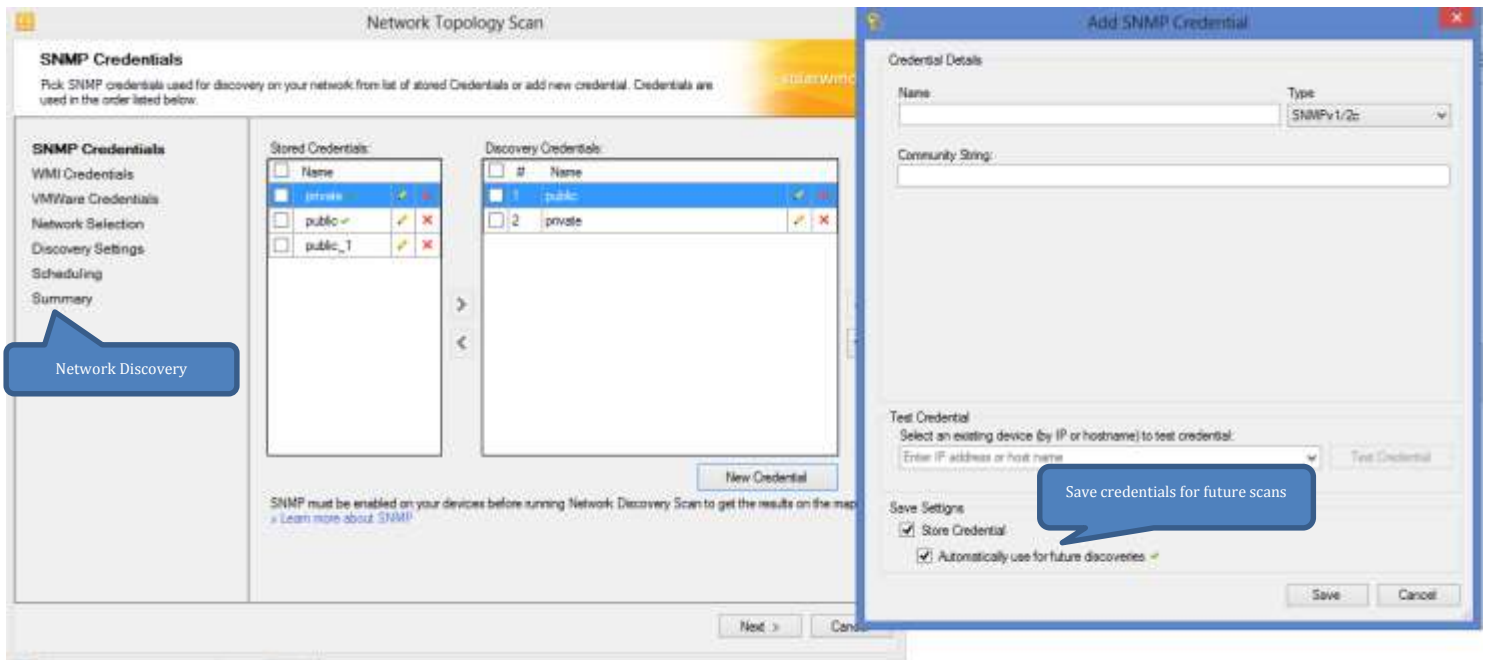 Network Topology Scan
SNMP Credentials
Pick SNMP credentials used for discovery on your network from list of stored Credentials or add new credential. Credentials are
used in the order listed below.
SNMP Credentials
WMI Credentials
VMWare Credentials
Network Selection
Discovery Settings
Scheduling
Summary
Network Discovery
Stored Credentials:
Name
private
public
public_1
>
<
Discovery Credentials:
# Name
1 public
2 private
New Credential
SNMP must be enabled on your devices before running Network Discovery Scan to get the results on the map
» Learn more about SNMP
Next >
Add SNMP Credential
Credential Details
Name
Type
SNMPv1/2c
Community String:
Test Credential
Select an existing device (by IP or hostname) to test credential:
Enter IP address or host name
Test Credential
Save credentials for future scans
Save Settigns
Store Credential
Automatically use for future discoveries
Save
Cancel